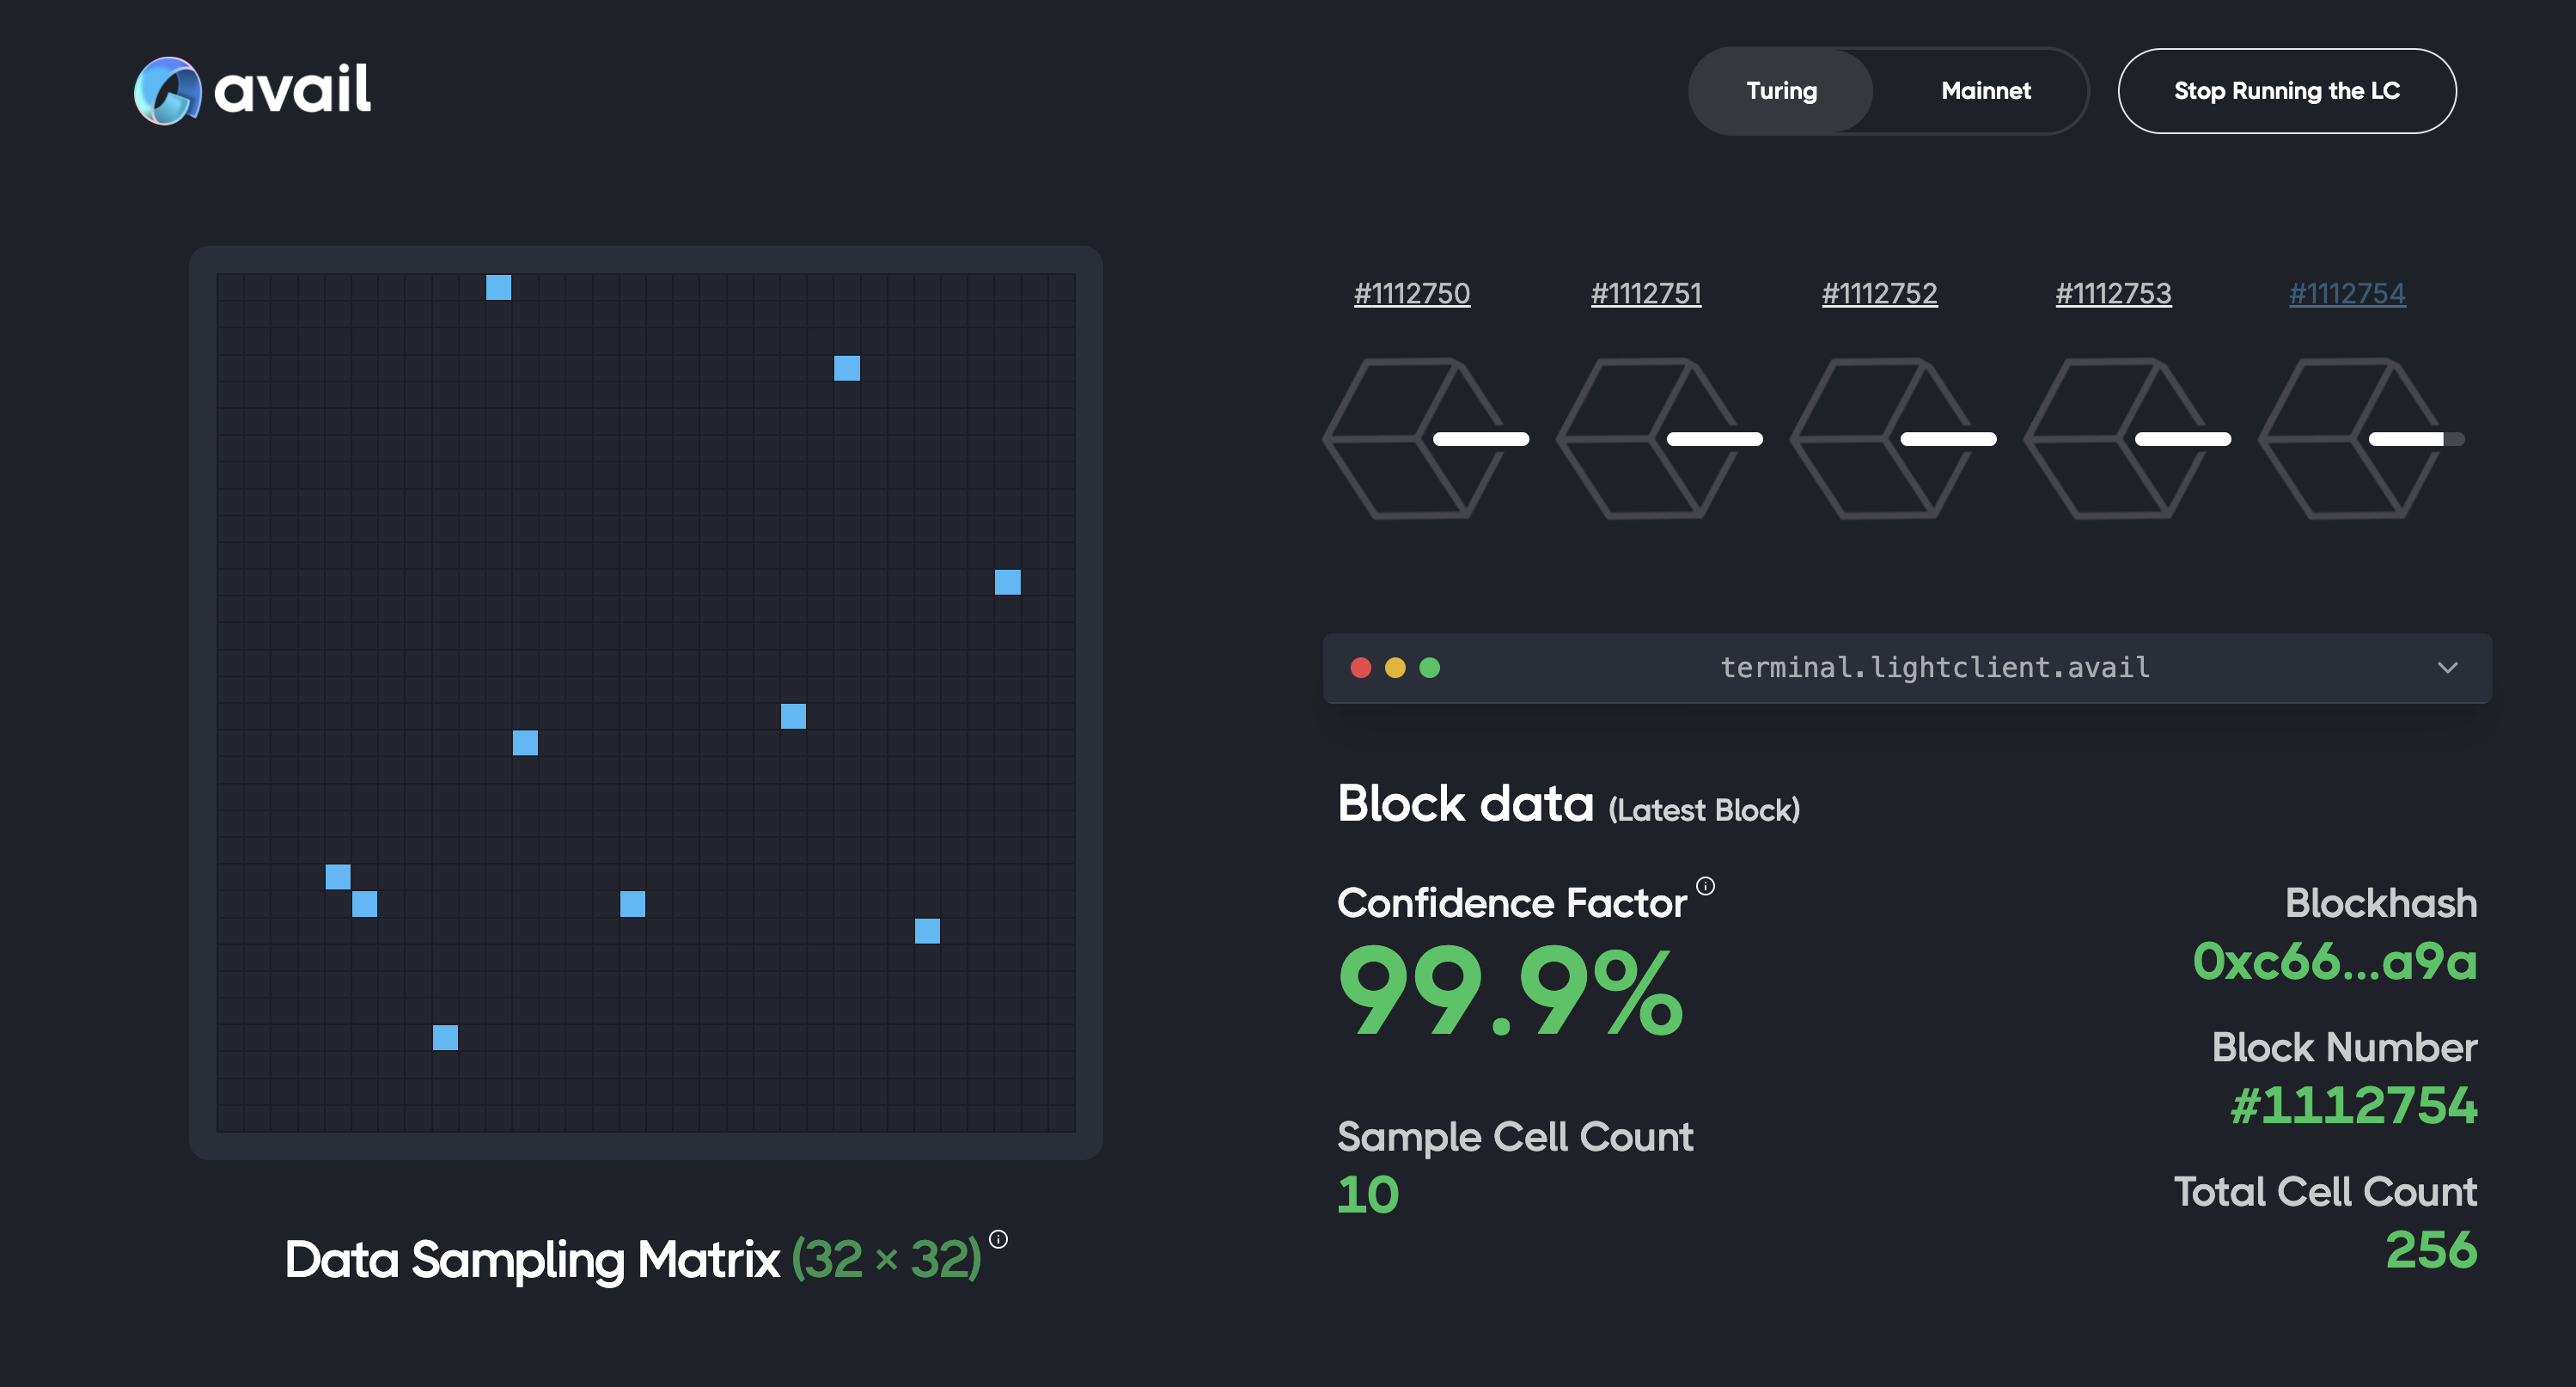 avail
Turing
Mainnet
Stop Running the LC
#1112750
#1112751
#1112752
#1112753
#1112754
terminal.lightclient.avail
Block data (Latest Block)
Confidence Factor
99.9%
Sample Cell Count
10
Blockhash
0xc66...a9a
Block Number
#1112754
Total Cell Count
256
Data Sampling Matrix (32 × 32)